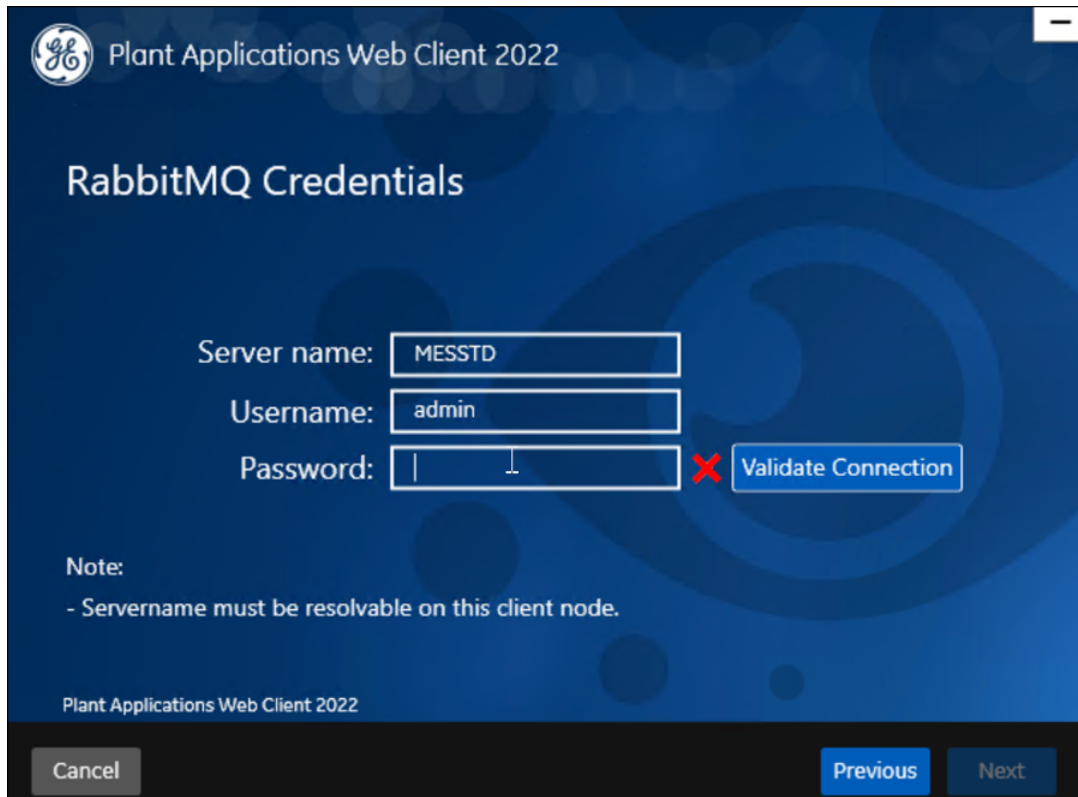 GE
Plant Applications Web Client 2022
RabbitMQ Credentials
Server name: MESSTD
Username: admin
Password: Validate Connection
Note:
- Servername must be resolvable on this client node.
Plant Applications Web Client 2022
Cancel Previous Next